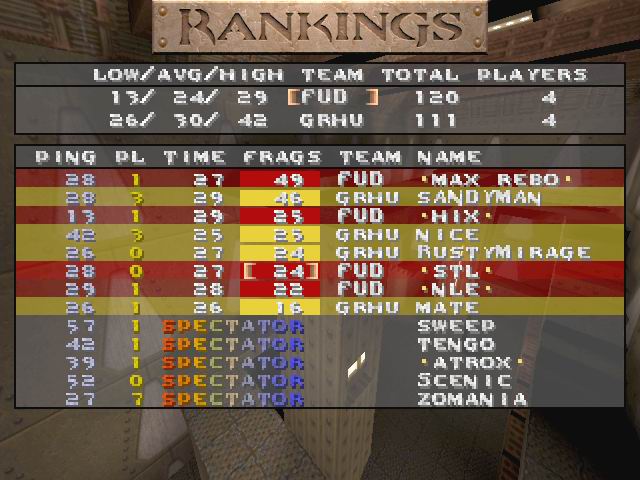 RANKINGS
LOW/AVG/HIGH TEAM TOTAL PLAYERS
13/ 24/ 29 [FUD ] 120 4
26/ 30/ 42 GRHU 111 4
PING PL TIME FRAGS TEAM NAME
28 1 27 49 FUD •MAX REBO•
28 3 29 46 GRHU SANDYMAN
13 1 29 25 FUD •HIX•
42 3 25 25 GRHU NICE
26 0 27 24 GRHU RUSTYMIRAGE
28 0 27 [ 24] FUD •STL•
29 1 28 22 FUD •NLE•
26 1 26 16 GRHU MATE
57 1 SPECTATOR SWEEP
42 1 SPECTATOR TENGO
39 1 SPECTATOR •ATROX•
52 0 SPECTATOR SCENIC
27 7 SPECTATOR ZOMANIA